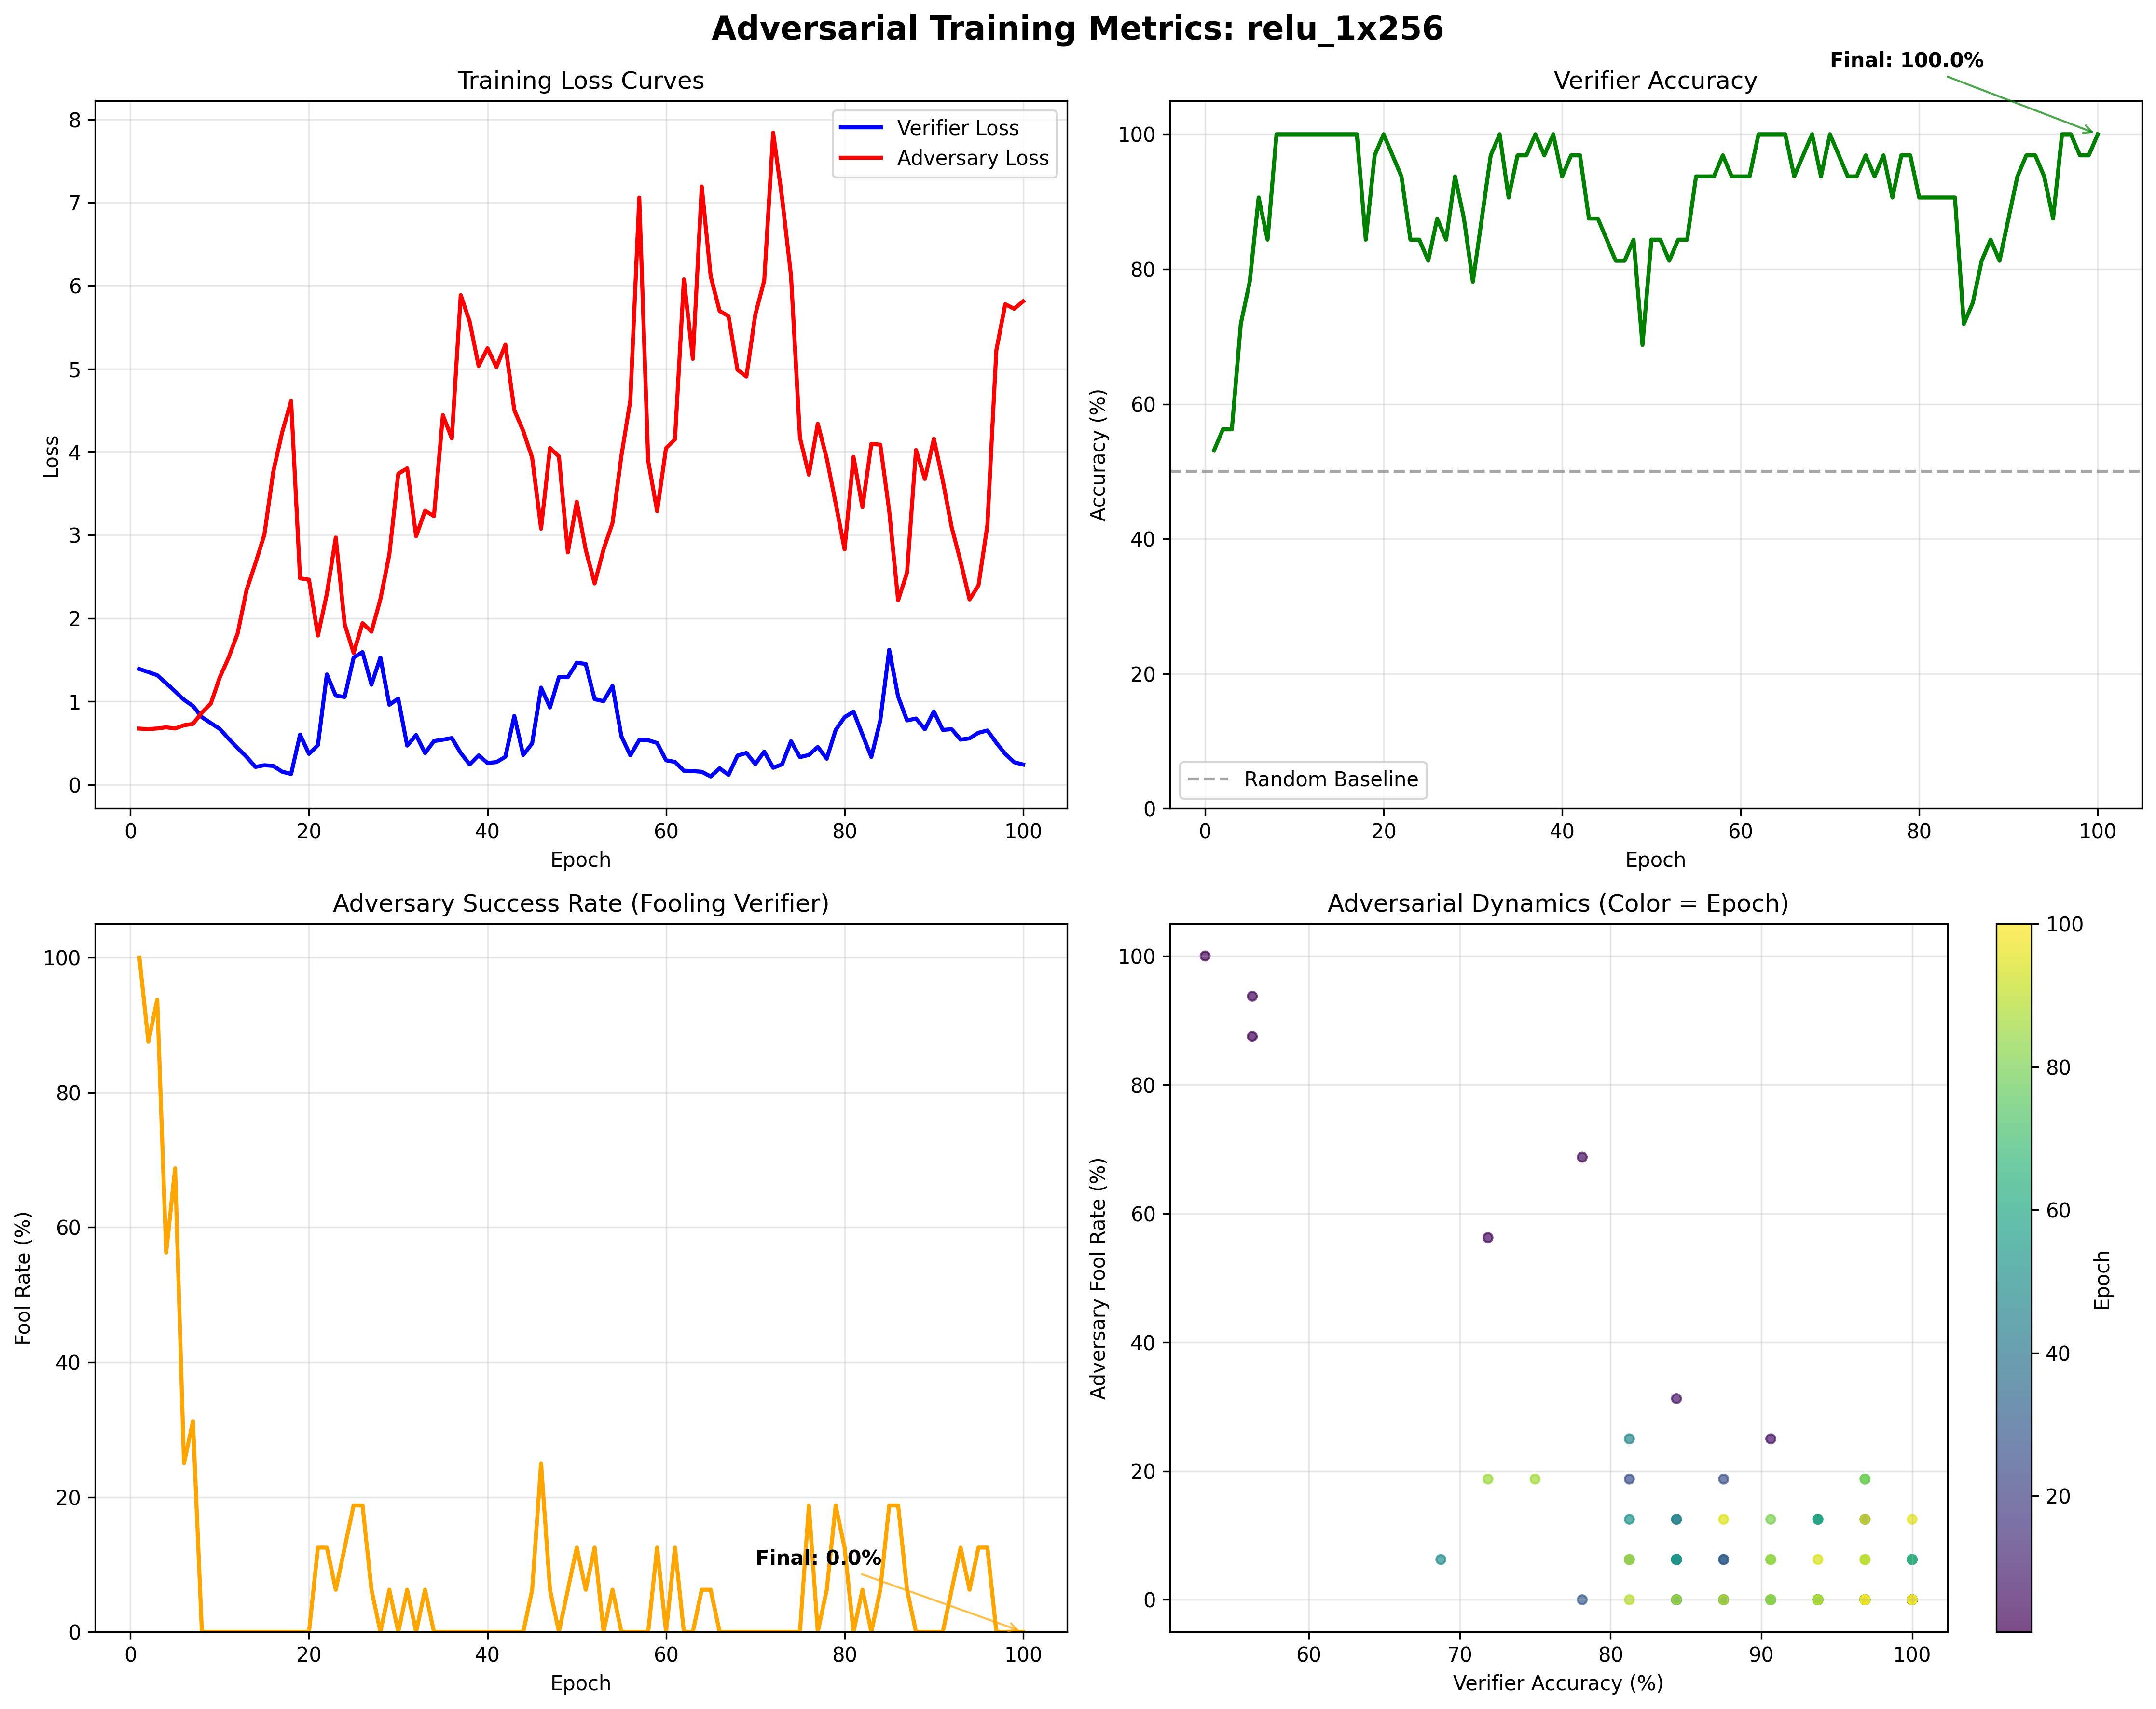 Adversarial Training Metrics: relu_1x256
Training Loss Curves
8
7
6
5
4
3
2
1
0
Loss
0 20 40 60 80 100
Epoch
Verifier Loss
Adversary Loss
Verifier Accuracy
Final: 100.0%
100
80
60
40
20
0
Accuracy (%)
Random Baseline
0 20 40 60 80 100
Epoch
Adversary Success Rate (Fooling Verifier)
100
80
60
40
20
0
Fool Rate (%)
Final: 0.0%
0 20 40 60 80 100
Epoch
Adversarial Dynamics (Color = Epoch)
100
80
60
40
20
0
Adversary Fool Rate (%)
60 70 80 90 100
Verifier Accuracy (%)
100
80
60
40
20
Epoch